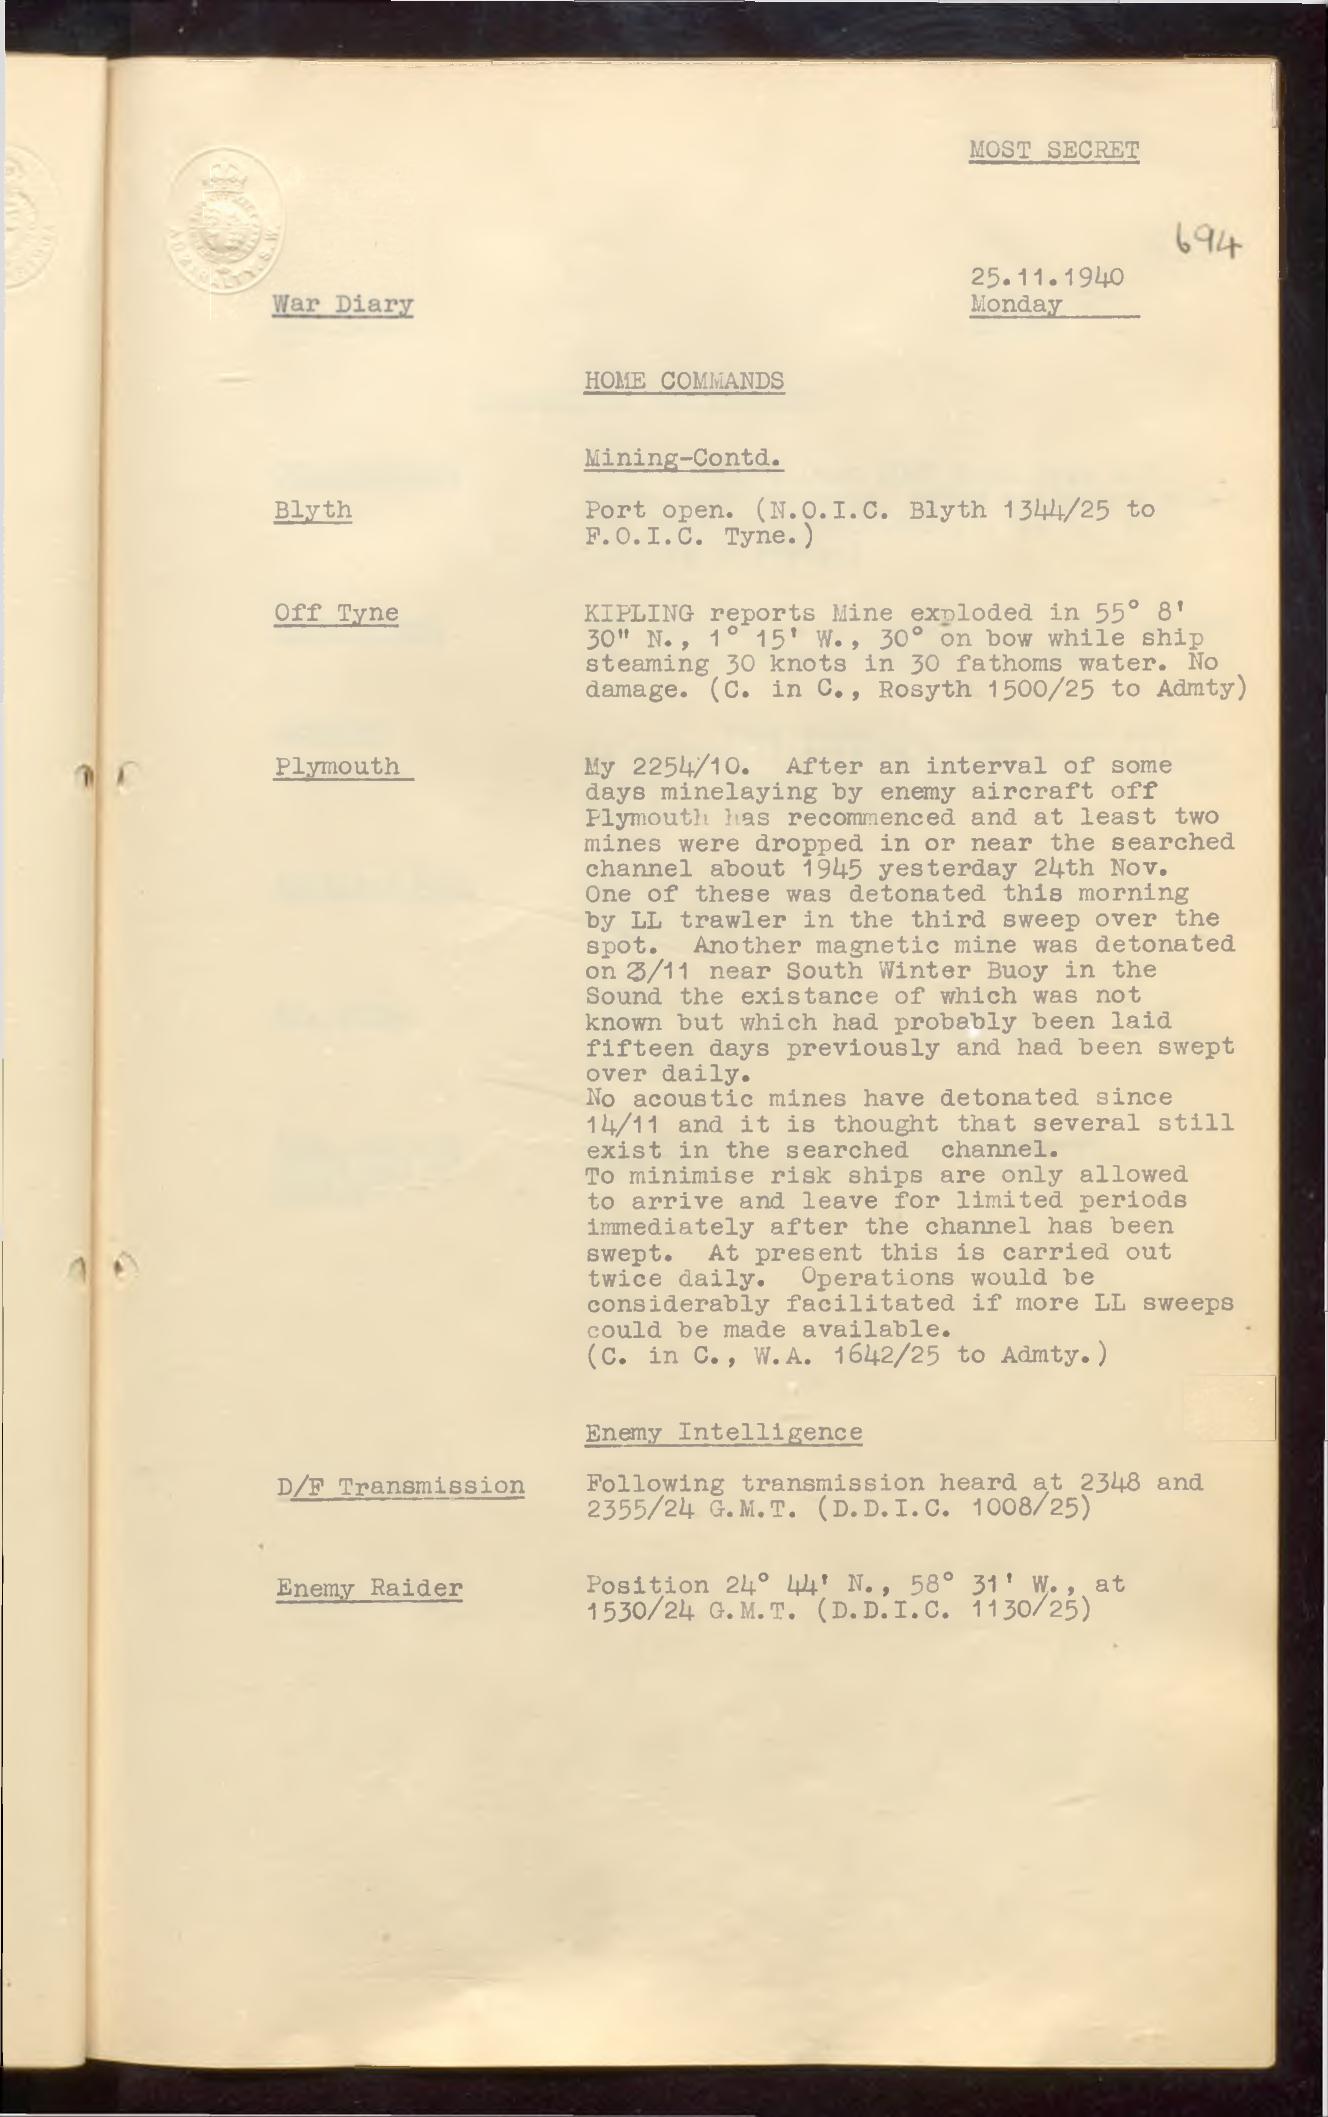 MOST SECRET
694
ADMIRALTY. S.W.
25.11.1940
War Diary
Monday
HOME COMMANDS
Mining-Contd.
Blyth
Port open. (N.O.I.C. Blyth 1344/25 to
F.O.I.C. Tyne.)
Off Tyne
KIPLING reports Mine exploded in 55° 8'
30" N., 1° 15' W., 30° on bow while ship
steaming 30 knots in 30 fathoms water. No
damage. (C. in C., Rosyth 1500/25 to Admty)
Plymouth
My 2254/10. After an interval of some
days minelaying by enemy aircraft off
Plymouth has recommenced and at least two
mines were dropped in or near the searched
channel about 1945 yesterday 24th Nov.
One of these was detonated this morning
by LL trawler in the third sweep over the
spot. Another magnetic mine was detonated
on /11 near South Winter Buoy in the
Sound the existance of which was not
known but which had probably been laid
fifteen days previously and had been swept
over daily.
No acoustic mines have detonated since
14/11 and it is thought that several still
exist in the searched channel.
To minimise risk ships are only allowed
to arrive and leave for limited periods
immediately after the channel has been
swept. At present this is carried out
twice daily. Operations would be
considerably facilitated if more LL sweeps
could be made available.
(C. in C., W.A. 1642/25 to Admty.)
Enemy Intelligence
D/F Transmission
Following transmission heard at 2348 and
2355/24 G.M.T. (D.D.I.C. 1008/25)
Enemy Raider
Position 24° 44' N., 58° 31' W., at
1530/24 G.M.T. (D.D.I.C. 1130/25)